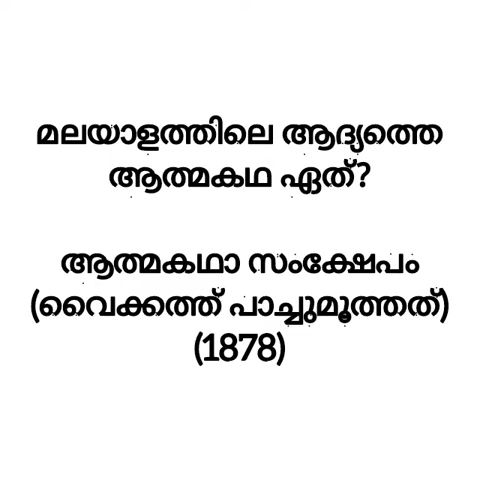 മലയാളത്തിലെ ആദ്യത്തെ
ആത്മകഥ ഏത്?
ആത്മകഥാ സംക്ഷേപം
(വൈക്കത്ത് പാച്ചുമൂത്തത്)
(1878)